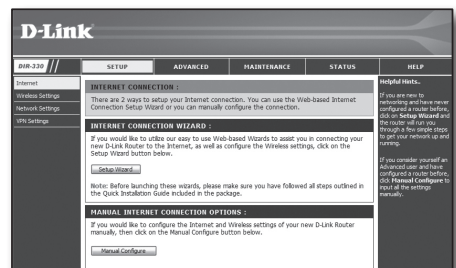 D-Link
DIR-330
SETUP
ADVANCED
MAINTENANCE
STATUS
HELP
Internet
Wireless Settings
Network Settings
VPN Settings
INTERNET CONNECTION :
There are 2 ways to setup your Internet connection. You can use the Web-based Internet
Connection Setup Wizard or you can manually configure the connection.
INTERNET CONNECTION WIZARD :
If you would like to utilize our easy to use Web-based Wizards to assist you in connecting your
new D-Link Router to the Internet, as well as configure the Wireless settings, click on the
Setup Wizard button below.
Setup Wizard
Note: Before launching these wizards, please make sure you have followed all steps outlined in
the Quick Installation Guide included in the package.
MANUAL INTERNET CONNECTION OPTIONS :
If you would like to configure the Internet and Wireless settings of your new D-Link Router
manually, then click on the Manual Configure button below.
Manual Configure
Helpful Hints..
If you are new to
networking and have never
configured a router before,
click on Setup Wizard and
the router will run you
through a few simple steps
to get your network up and
running.
If you consider yourself an
Advanced user and have
configured a router before,
click Manual Configure to
input all the settings
manually.